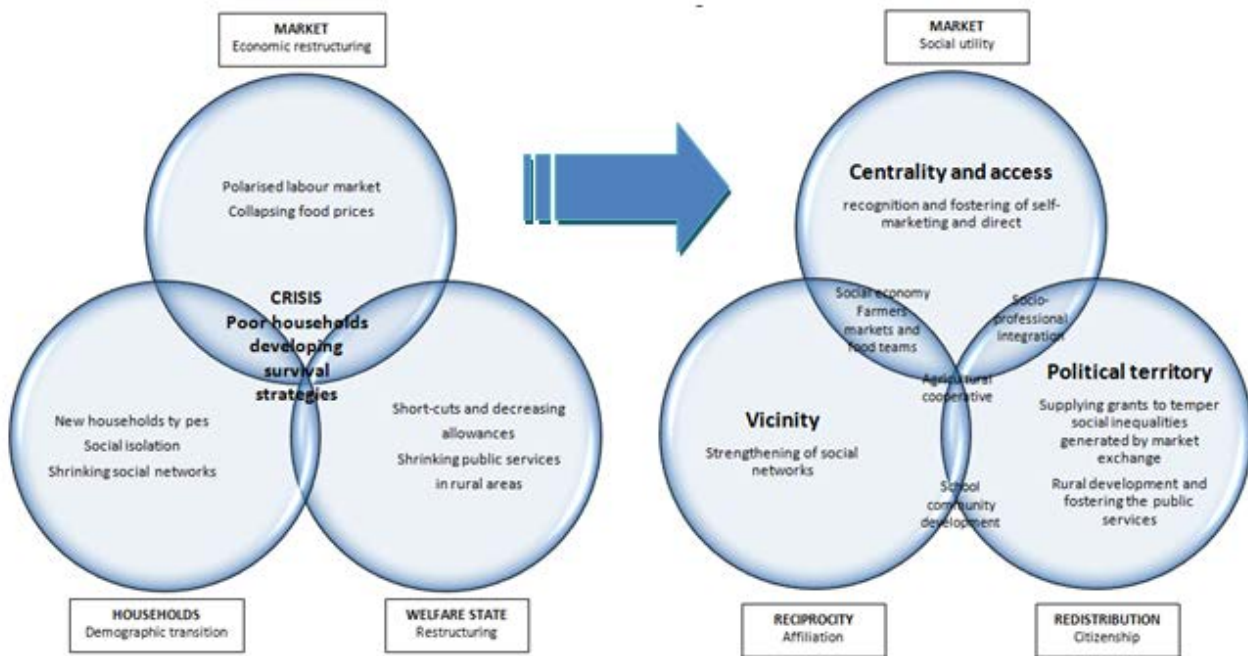 MARKET
Economic restructuring
Polarised labour market
Collapsing food prices
CRISIS
Poor households
developing
survival
strategies
New households ty pes
Social isolation
Shrinking social networks
Short-cuts and decreasing
allowances
Shrinking public services
in rural areas
HOUSEHOLDS
Demographic transition
WELFARE STATE
Restructuring
MARKET
Social utility
Centrality and access
recognition and fostering of self-
marketing and direct
Social economy
Farmers
markets and
food teams
Socio-
professional
integration
Agricultural
cooperative
Vicinity
Strengthening of social
networks
Political territory
Supplying grants to temper
social inequalities
generated by market
exchange
Rural development and
fostering the public
services
School
community
development
RECIPROCITY
Affiliation
REDISTRIBUTION
Citizenship